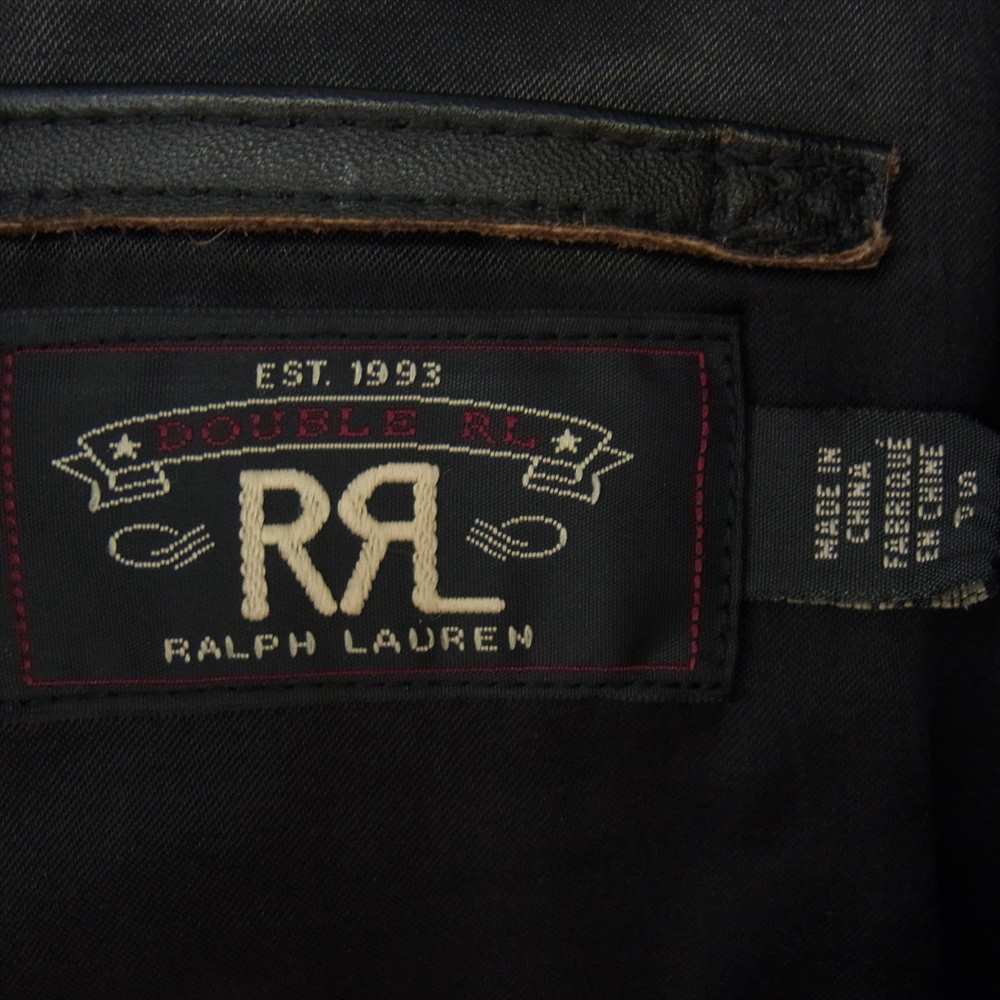 EST. 1993
DOUBLE RL
RRL
RALPH LAUREN
MADE IN
CHINA
FABRIQUÉ
EN CHINE